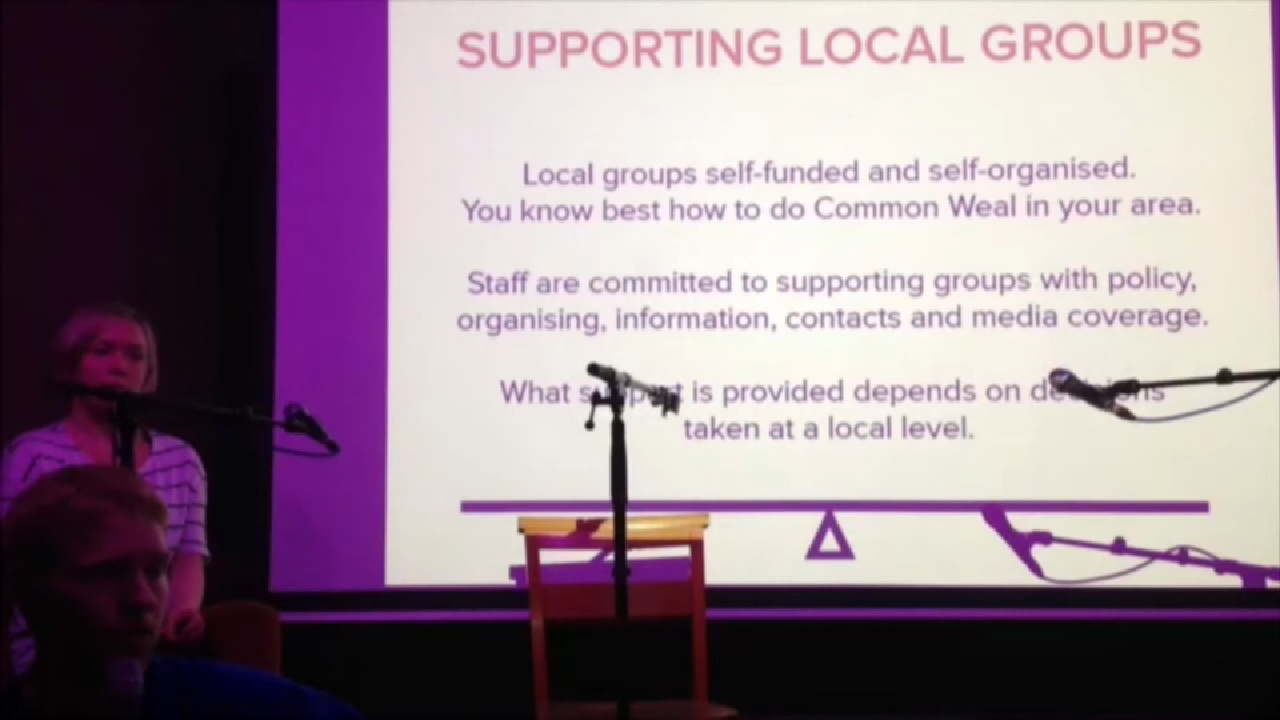 SUPPORTING LOCAL GROUPS
Local groups self-funded and self-organised.
You know best how to do Common Weal in your area.
Staff are committed to supporting groups with policy,
organising, information, contacts and media coverage.
What support is provided depends on decisions
taken at a local level.